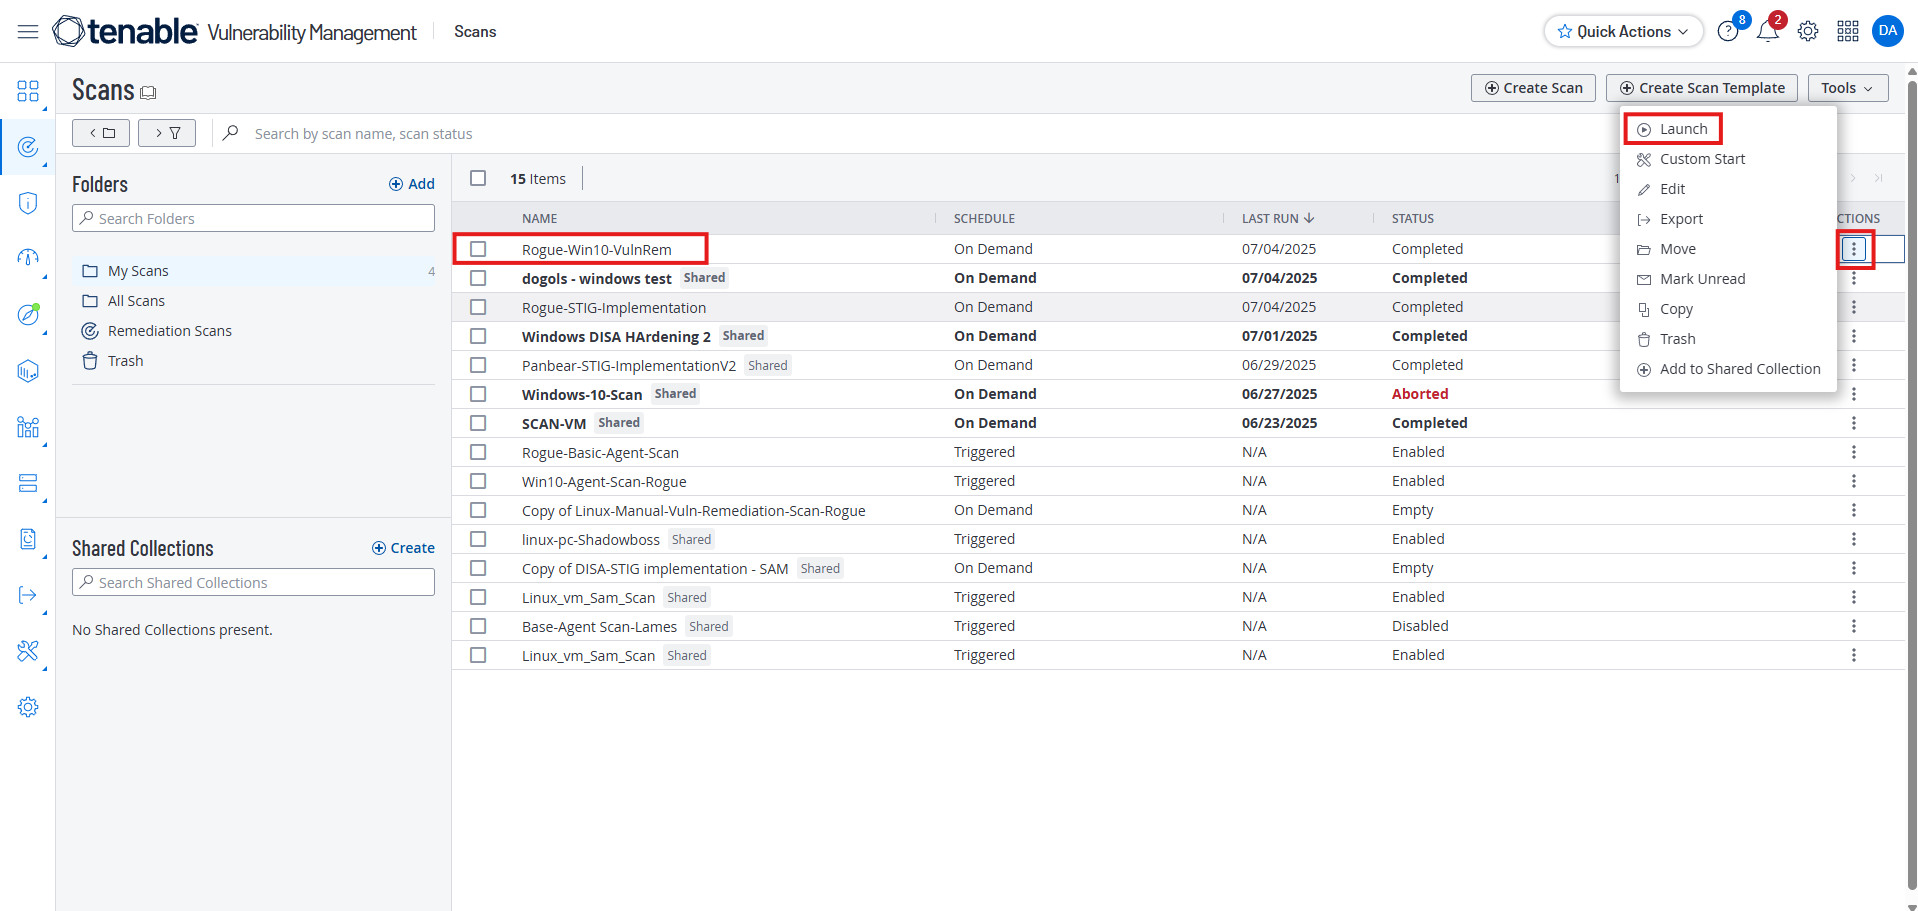 tenable Vulnerability Management Scans Quick Actions 8 2 DA
Scans Create Scan Create Scan Template Tools
Search by scan name, scan status
Launch
Custom Start
Edit
Export
Move
Mark Unread
Copy
Trash
Add to Shared Collection
Folders Add
Search Folders
My Scans 4
All Scans
Remediation Scans
Trash
Shared Collections Create
Search Shared Collections
No Shared Collections present.
15 Items
NAME SCHEDULE LAST RUN STATUS CTIONS
Rogue-Win10-VulnRem On Demand 07/04/2025 Completed
dogols - windows test Shared On Demand 07/04/2025 Completed
Rogue-STIG-Implementation On Demand 07/04/2025 Completed
Windows DISA HArdening 2 Shared On Demand 07/01/2025 Completed
Panbear-STIG-ImplementationV2 Shared On Demand 06/29/2025 Completed
Windows-10-Scan Shared On Demand 06/27/2025 Aborted
SCAN-VM Shared On Demand 06/23/2025 Completed
Rogue-Basic-Agent-Scan Triggered N/A Enabled
Win10-Agent-Scan-Rogue Triggered N/A Enabled
Copy of Linux-Manual-Vuln-Remediation-Scan-Rogue On Demand N/A Empty
linux-pc-Shadowboss Shared Triggered N/A Enabled
Copy of DISA-STIG implementation - SAM Shared On Demand N/A Empty
Linux_vm_Sam_Scan Shared Triggered N/A Enabled
Base-Agent Scan-Lames Shared Triggered N/A Disabled
Linux_vm_Sam_Scan Shared Triggered N/A Enabled